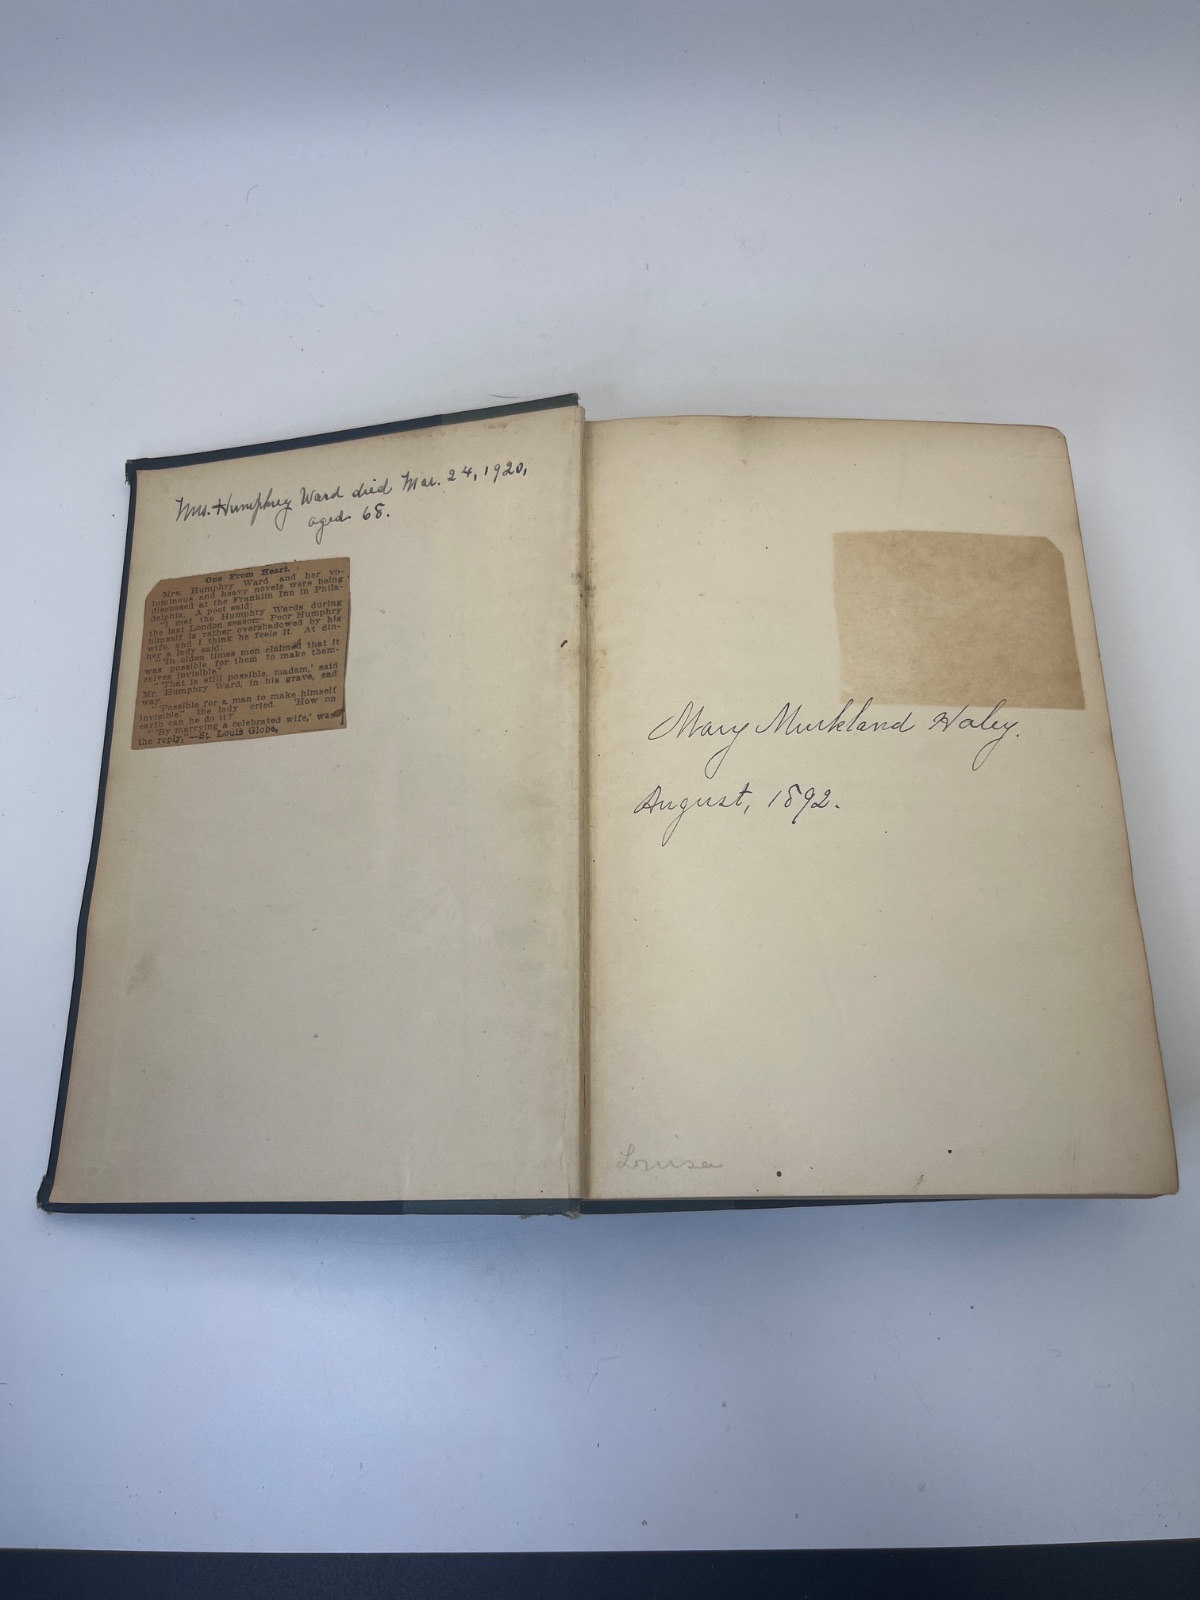 Mrs. Humphrey Ward died Mar. 24, 1920,
aged 68.
One From Heart.
Mrs. Humphry Ward and her vo-
luminous and heavy novels were being
discussed at the Franklin Inn in Phila-
delphia. A poet said:
"I met the Humphry Wards during
the last London season. Poor Humphry
himself is rather overshadowed by his
wife, and I think he feels it. At din-
ner a lady said:
"'In olden times men claimed that it
was possible for them to make them-
selves invisible.'
"'That is still possible, madam,' said
Mr. Humphry Ward, in his grave, sad
way.
"'Possible for a man to make himself
invisible?' the lady cried. 'How on
earth can he do it?'
"'By marrying a celebrated wife,' was
the reply."—St. Louis Globe.
Mary Murkland Haley.
August, 1892.
Louisa